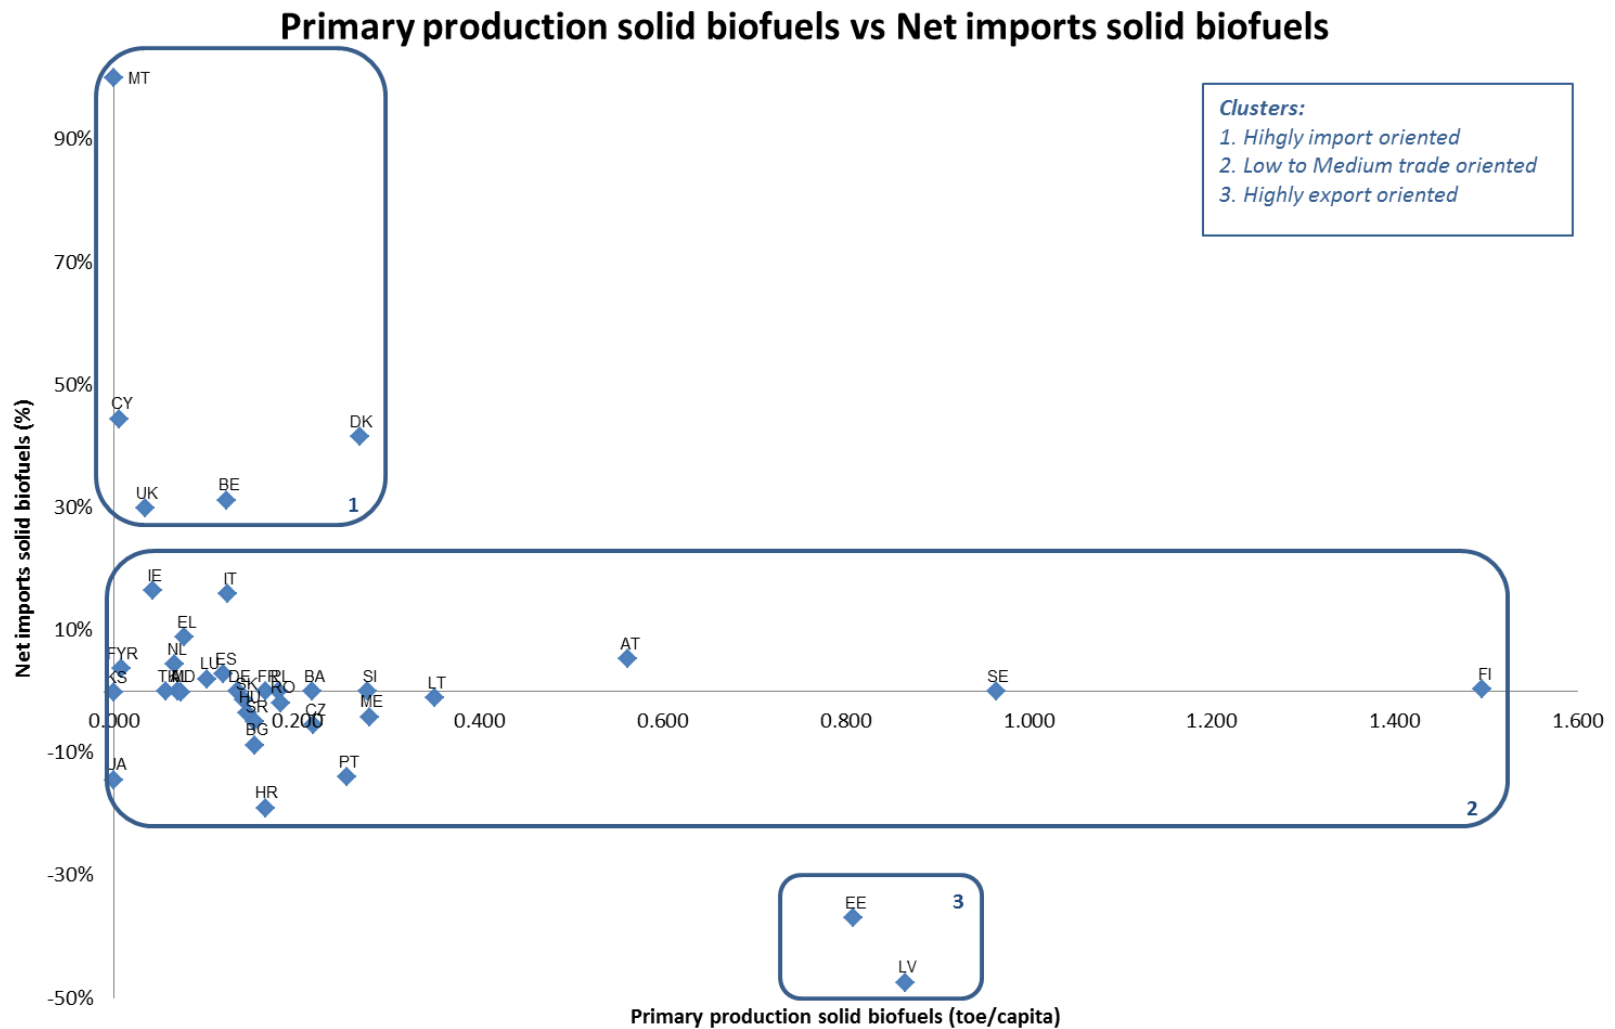 Primary production solid biofuels vs Net imports solid biofuels
Clusters:
1. Hihgly import oriented
2. Low to Medium trade oriented
3. Highly export oriented
Net imports solid biofuels (%)
MT
90%
70%
50%
CY
DK
BE
UK
30%
1
IE
IT
10%
EL
AT
NL
FYR
LU
ES
KS
MD
DE
FR
PL
BA
SI
SE
FI
SK
LT
RO
HU
ME
SR
CZ
0.000
0.200
0.400
0.600
0.800
1.000
1.200
1.400
1.600
BG
-10%
UA
PT
HR
2
-30%
EE
3
LV
-50%
Primary production solid biofuels (toe/capita)